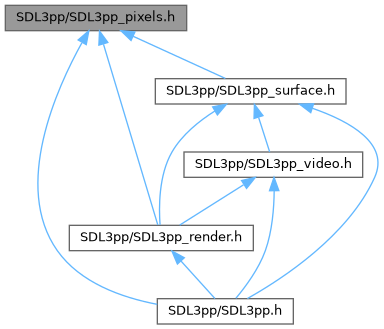 SDL3pp/SDL3pp_pixels.h
SDL3pp/SDL3pp_surface.h
SDL3pp/SDL3pp_video.h
SDL3pp/SDL3pp_render.h
SDL3pp/SDL3pp.h